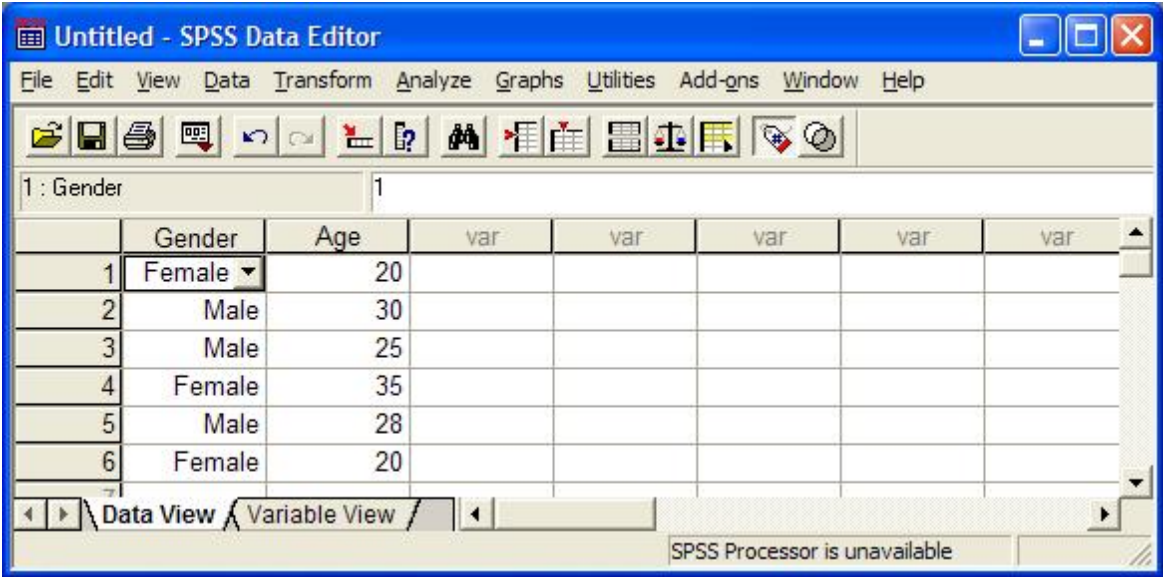 Untitled - SPSS Data Editor
File Edit View Data Transform Analyze Graphs Utilities Add-ons Window Help
1 : Gender 1
Gender Age var var var var var
1 Female 20
2 Male 30
3 Male 25
4 Female 35
5 Male 28
6 Female 20
7
Data View Variable View
SPSS Processor is unavailable